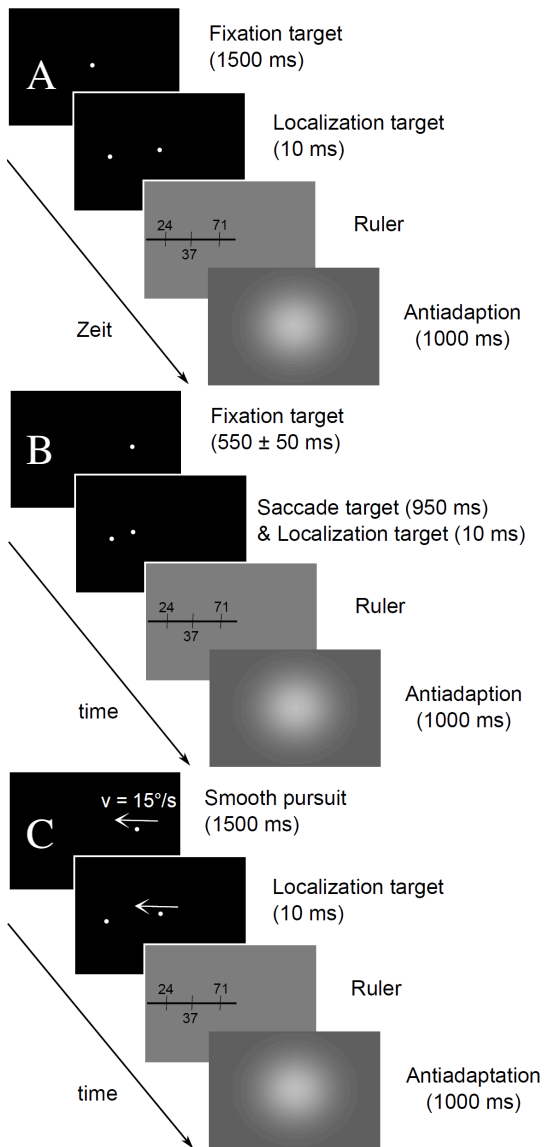 A
Fixation target
(1500 ms)
Localization target
(10 ms)
24 71
37
Ruler
Zeit
Antiadaption
(1000 ms)
B
Fixation target
(550 ± 50 ms)
Saccade target (950 ms)
& Localization target (10 ms)
24 71
37
Ruler
time
Antiadaption
(1000 ms)
C
v = 15°/s
Smooth pursuit
(1500 ms)
Localization target
(10 ms)
24 71
37
Ruler
time
Antiadaptation
(1000 ms)